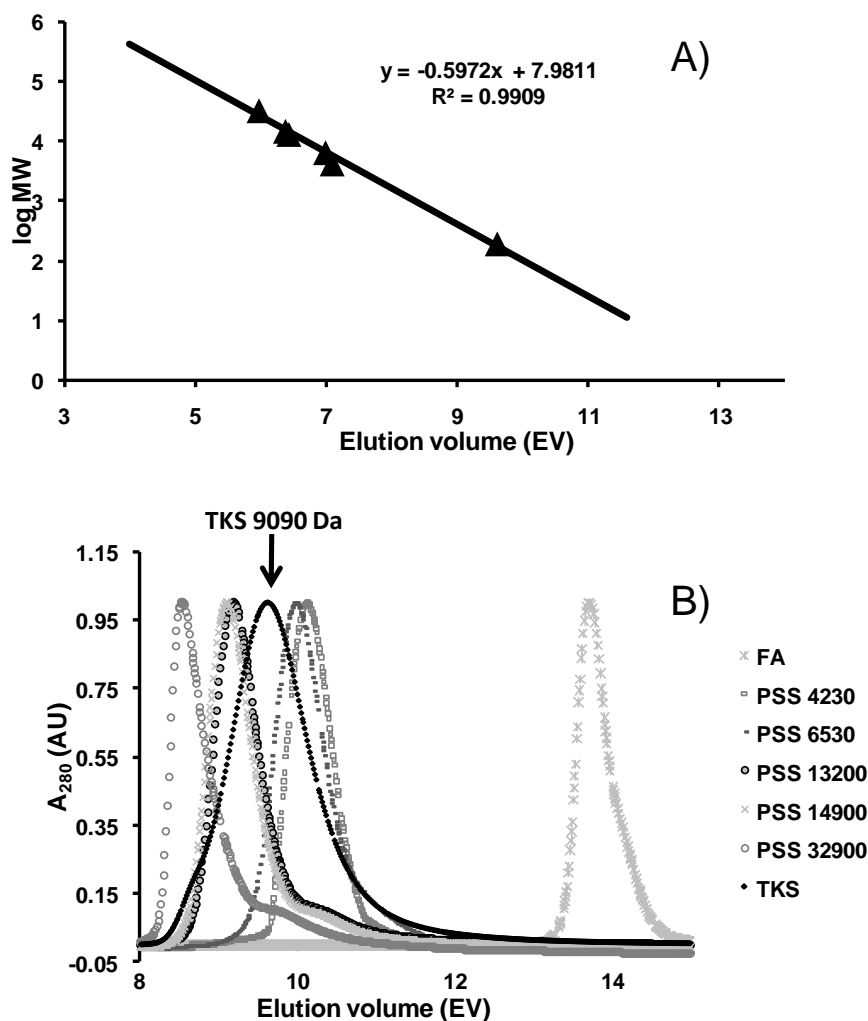 A)
y = -0.5972x + 7.9811
R² = 0.9909
log MW
6
5
4
3
2
1
0
3 5 7 9 11 13
Elution volume (EV)
TKS 9090 Da
B)
A280 (AU)
1.15
0.95
0.75
0.55
0.35
0.15
-0.05
8 10 12 14
Elution volume (EV)
FA
PSS 4230
PSS 6530
PSS 13200
PSS 14900
PSS 32900
TKS